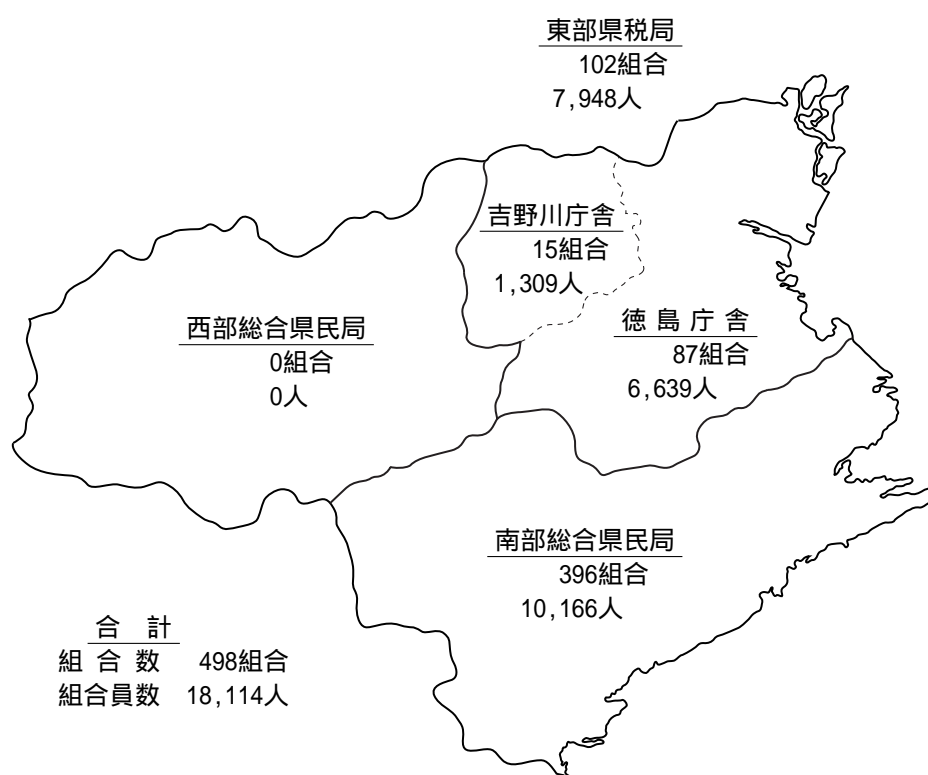 東部県税局
102組合
7,948人
吉野川庁舎
15組合
1,309人
西部総合県民局
0組合
0人
徳島庁舎
87組合
6,639人
南部総合県民局
396組合
10,166人
合計
組合数 498組合
組合員数 18,114人